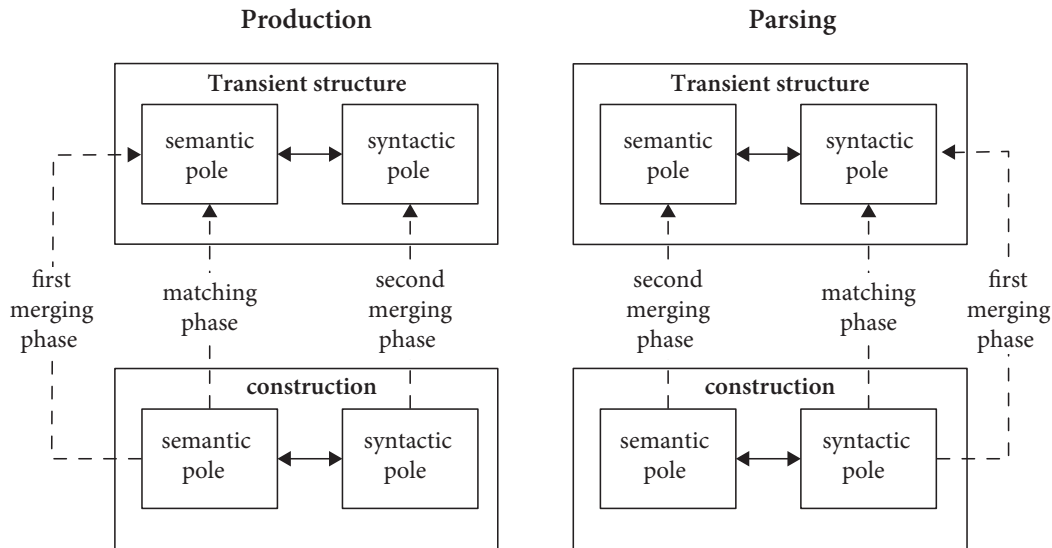 Production
Transient structure
semantic
pole
syntactic
pole
first
merging
phase
matching
phase
second
merging
phase
construction
semantic
pole
syntactic
pole
Parsing
Transient structure
semantic
pole
syntactic
pole
second
merging
phase
matching
phase
first
merging
phase
construction
semantic
pole
syntactic
pole